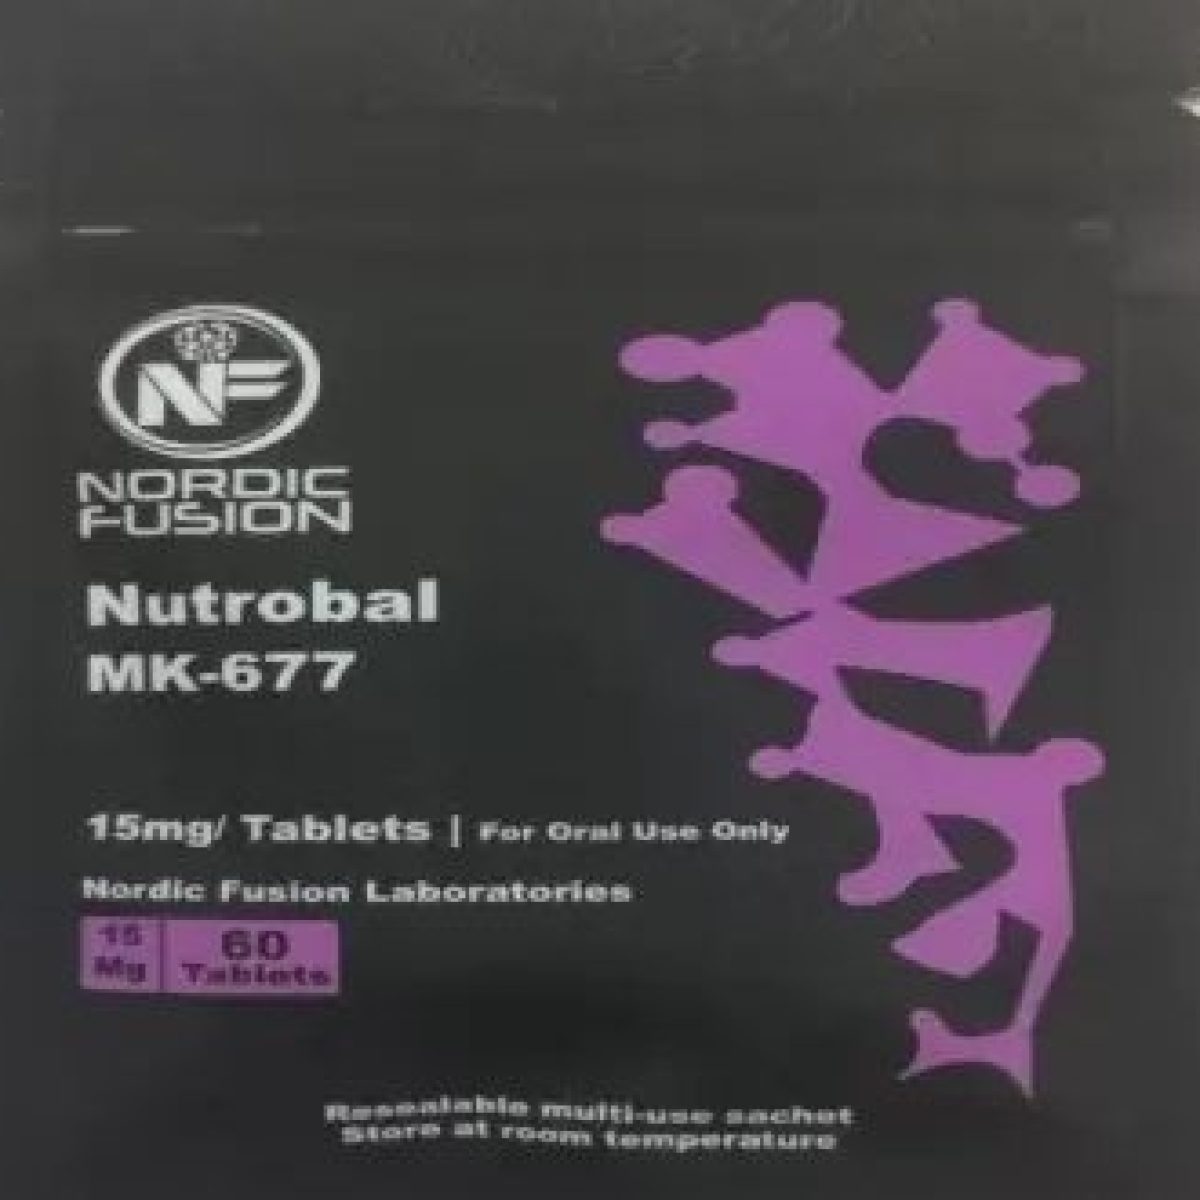 NF
NORDIC
FUSION
Nutrobal
MK-677
15mg/ Tablets | For Oral Use Only
Nordic Fusion Laboratories
15
Mg
60
Tablets
Resealable multi-use sachet
Store at room temperature